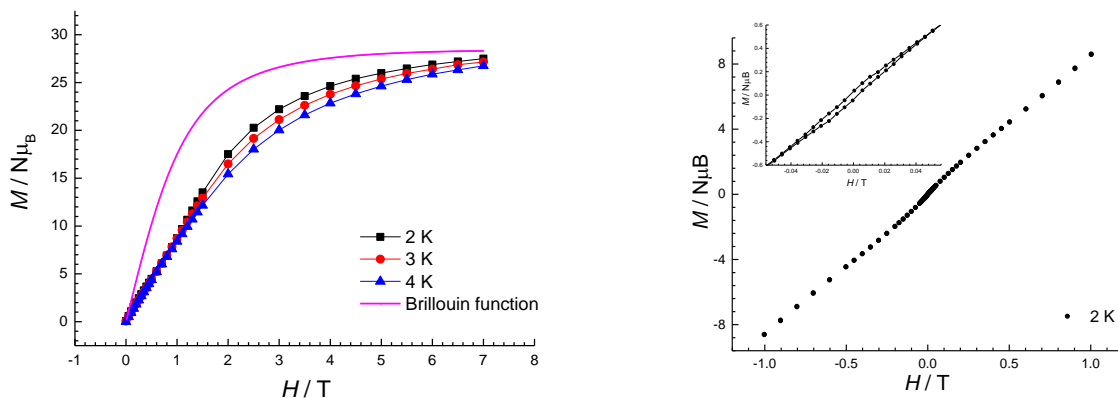 30
25
20
15
10
5
0
M / NμB
-1 0 1 2 3 4 5 6 7 8
H / T
2 K
3 K
4 K
Brillouin function
0.6
0.4
0.2
0.0
-0.2
-0.4
-0.6
M / NμB
-0.04 -0.02 0.00 0.02 0.04
H / T
8
4
0
-4
-8
M / NμB
-1.0 -0.5 0.0 0.5 1.0
H / T
2 K